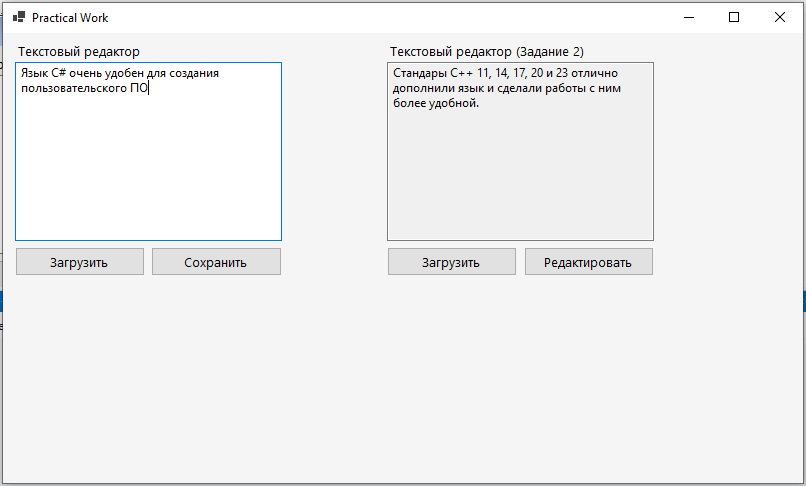 Practical Work
Текстовый редактор
Язык C# очень удобен для создания
пользовательского ПО
Загрузить
Сохранить
Текстовый редактор (Задание 2)
Стандары C++ 11, 14, 17, 20 и 23 отлично
дополнили язык и сделали работы с ним
более удобной.
Загрузить
Редактировать